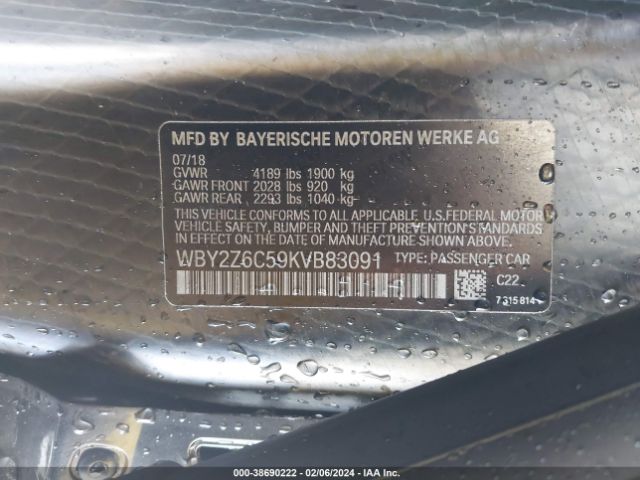 MFD BY BAYERISCHE MOTOREN WERKE AG
07/18
GVWR 4189 lbs 1900 kg
GAWR FRONT 2028 lbs 920 kg
GAWR REAR 2293 lbs 1040 kg
THIS VEHICLE CONFORMS TO ALL APPLICABLE, U.S.FEDERAL MOTOR
VEHICLE SAFETY, BUMPER AND THEFT PREVENTION STANDARDS
IN EFFECT ON THE DATE OF MANUFACTURE SHOWN ABOVE.
WBY2Z6C59KVB83091 TYPE: PASSENGER CAR
C22
7 315 814
000-38690222 - 02/06/2024 - IAA Inc.